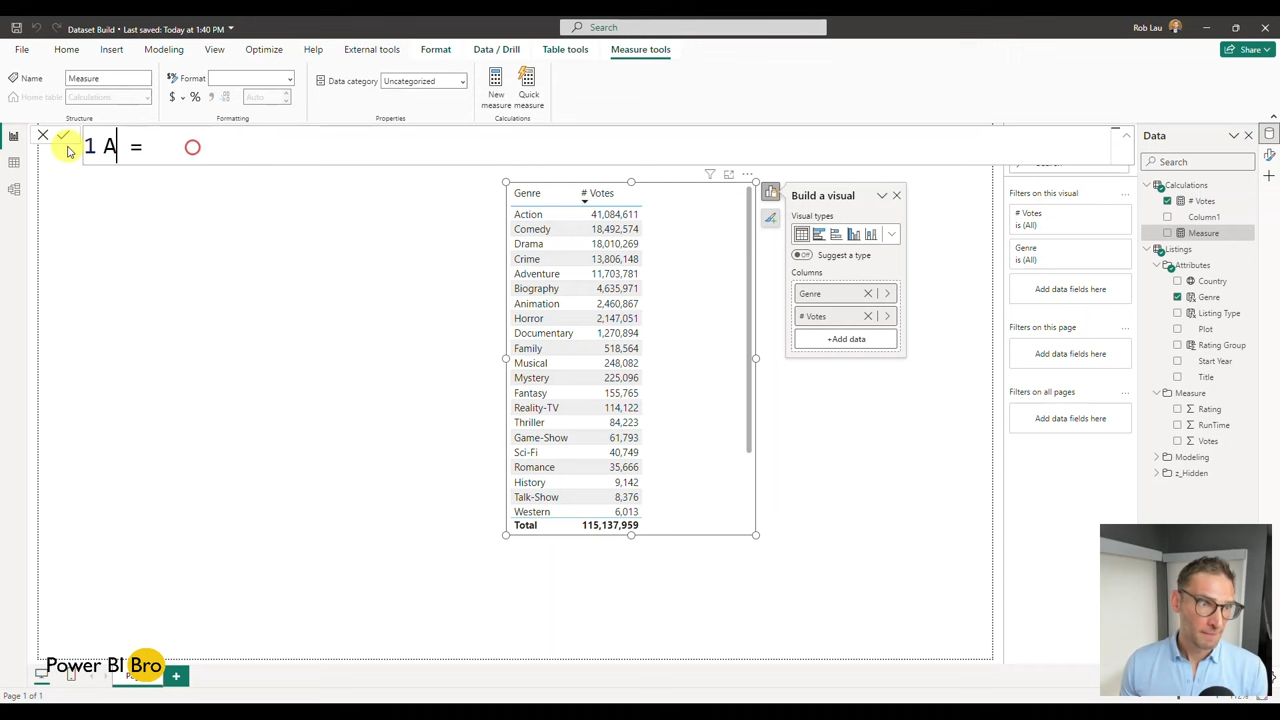 Dataset Build • Last saved: Today at 1:40 PM
Search
Rob Lau
File Home Insert Modeling View Optimize Help External tools Format Data / Drill Table tools Measure tools
Share
Name Measure
Home table Calculations
Structure
Format
$ % Auto
Formatting
Data category Uncategorized
Properties
New measure
Quick measure
Calculations
1 A =
Genre # Votes
Action 41,084,611
Comedy 18,492,574
Drama 18,010,269
Crime 13,806,148
Adventure 11,703,781
Biography 4,635,971
Animation 2,460,867
Horror 2,147,051
Documentary 1,270,894
Family 518,564
Musical 248,082
Mystery 225,096
Fantasy 155,765
Reality-TV 114,122
Thriller 84,223
Game-Show 61,793
Sci-Fi 40,749
Romance 35,666
History 9,142
Talk-Show 8,376
Western 6,013
Total 115,137,959
Build a visual
Visual types
Off Suggest a type
Columns
Genre
# Votes
+Add data
Search
Filters on this visual
# Votes
is (All)
Genre
is (All)
Add data fields here
Filters on this page
Add data fields here
Filters on all pages
Add data fields here
Data
Search
Calculations
# Votes
Column1
Measure
Listings
Attributes
Country
Genre
Listing Type
Plot
Rating Group
Start Year
Title
Measure
Rating
RunTime
Votes
Modeling
z_Hidden
Power BI Bro
Page 1 of 1